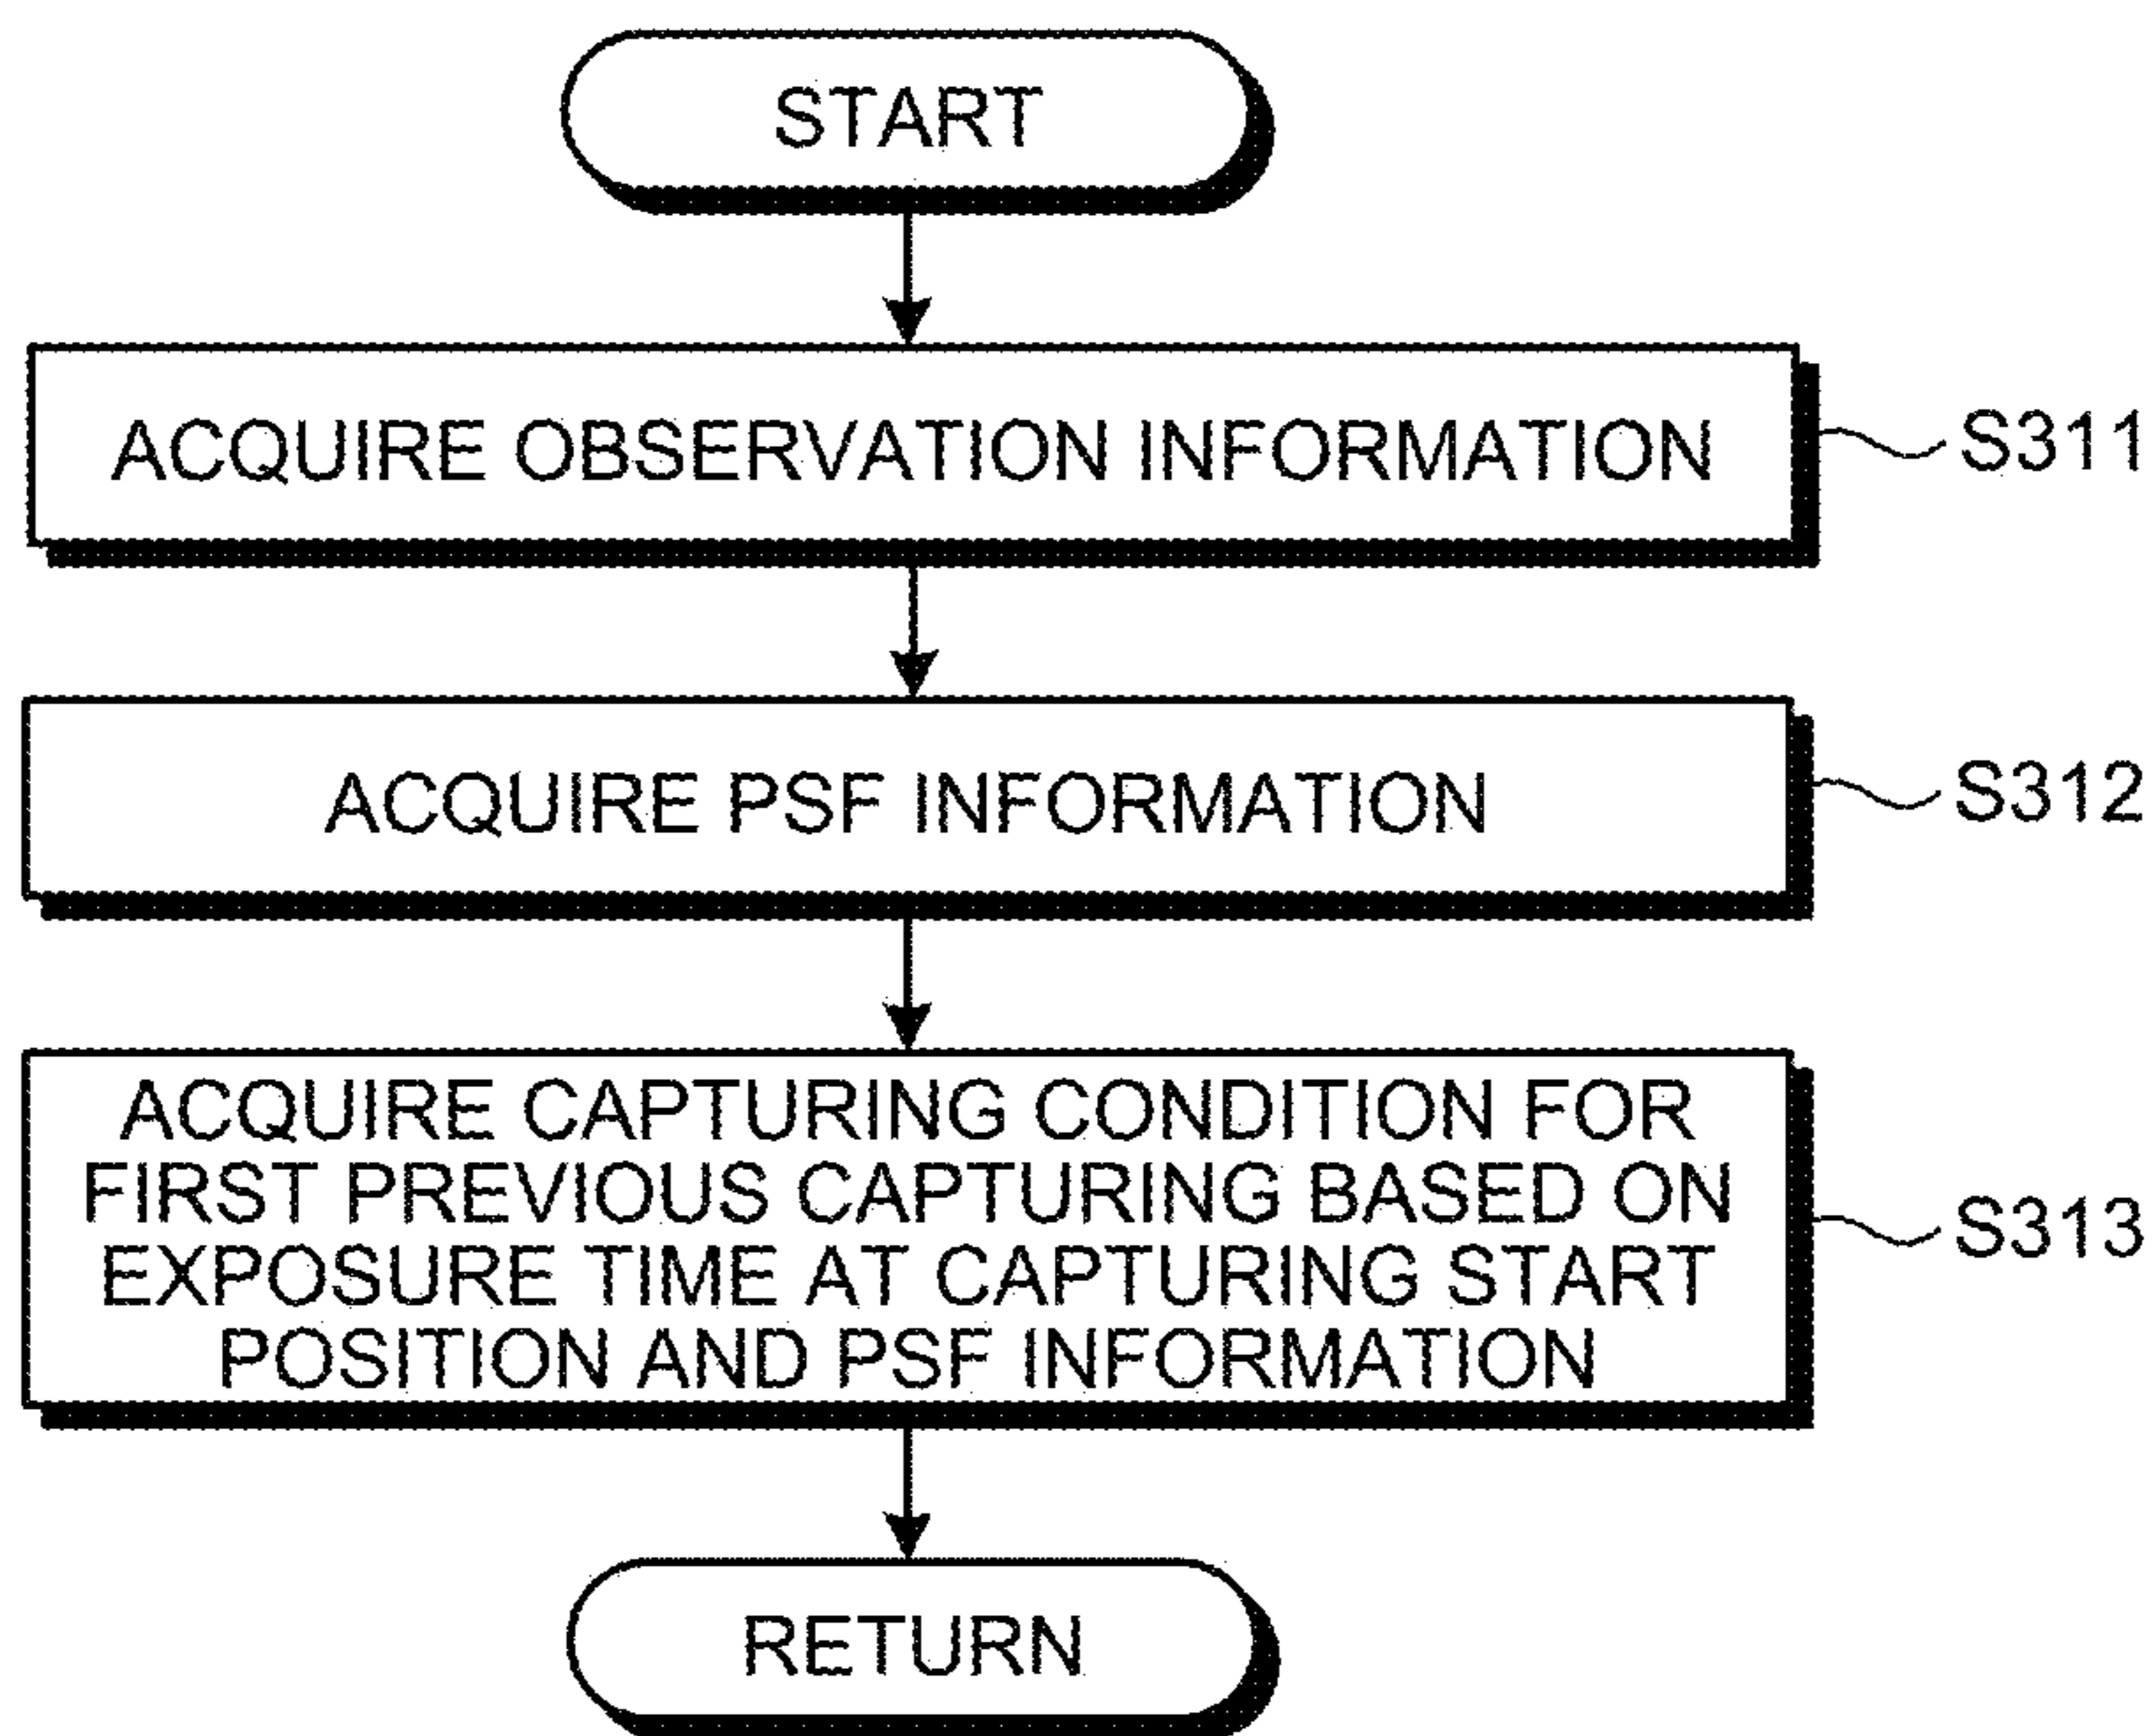 START
ACQUIRE OBSERVATION INFORMATION
S311
ACQUIRE PSF INFORMATION
S312
ACQUIRE CAPTURING CONDITION FOR
FIRST PREVIOUS CAPTURING BASED ON
EXPOSURE TIME AT CAPTURING START
POSITION AND PSF INFORMATION
S313
RETURN